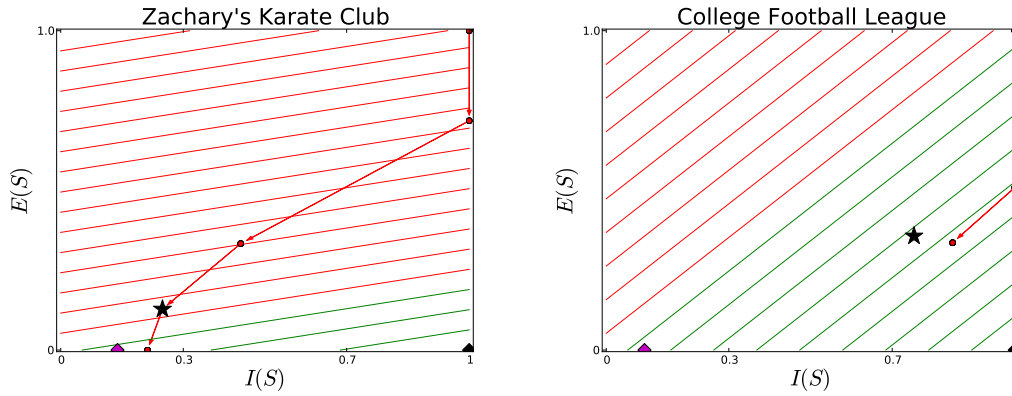 Zachary's Karate Club
1.0
E(S)
0
0
0.3
0.7
1
I(S)
College Football League
1.0
E(S)
0
0
0.3
0.7
I(S)